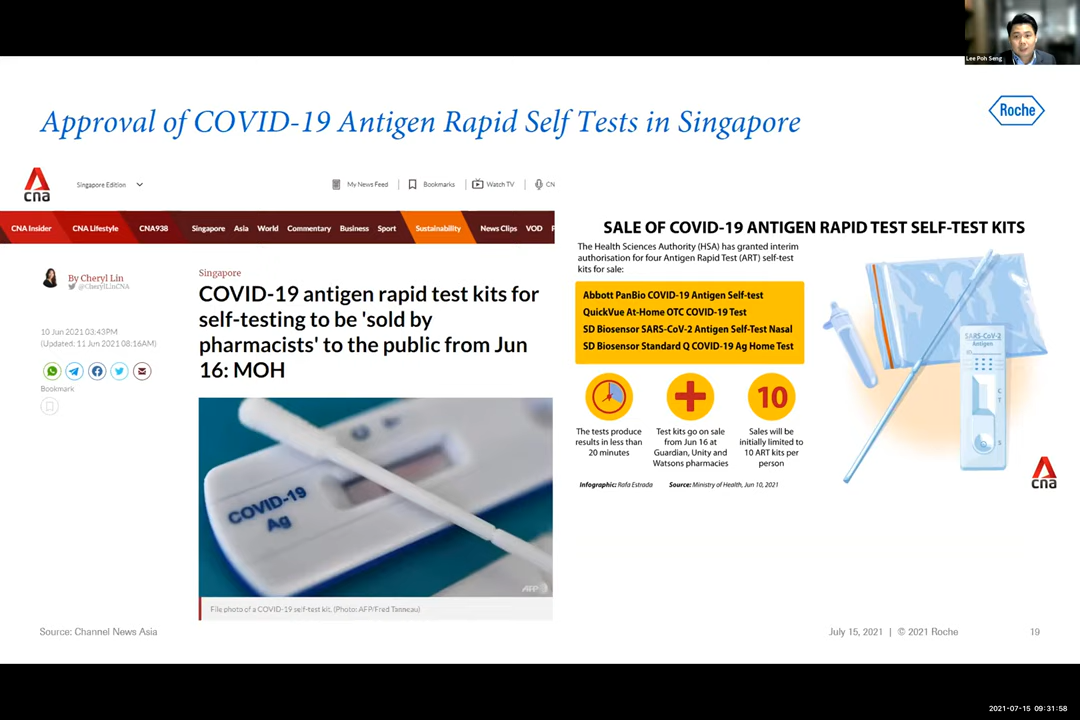 Lee Poh Seng
Approval of COVID-19 Antigen Rapid Self Tests in Singapore
Roche
cna
Singapore Edition
My News Feed
Bookmarks
Watch TV
CN
CNA Insider
CNA Lifestyle
CNA938
Singapore
Asia
World
Commentary
Business
Sport
Sustainability
News Clips
VOD
F
By Cheryl Lin
@CherylLinCNA
10 Jun 2021 03:43PM
(Updated: 11 Jun 2021 08:16AM)
Bookmark
Singapore
COVID-19 antigen rapid test kits for
self-testing to be 'sold by
pharmacists' to the public from Jun
16: MOH
COVID-19
Ag
AFP
File photo of a COVID-19 self-test kit. (Photo: AFP/Fred Tanneau)
SALE OF COVID-19 ANTIGEN RAPID TEST SELF-TEST KITS
The Health Sciences Authority (HSA) has granted interim
authorisation for four Antigen Rapid Test (ART) self-test
kits for sale:
Abbott PanBio COVID-19 Antigen Self-test
QuickVue At-Home OTC COVID-19 Test
SD Biosensor SARS-CoV-2 Antigen Self-Test Nasal
SD Biosensor Standard Q COVID-19 Ag Home Test
The tests produce
results in less than
20 minutes
Test kits go on sale
from Jun 16 at
Guardian, Unity and
Watsons pharmacies
10
Sales will be
initially limited to
10 ART kits per
person
Infographic: Rafa Estrada
Source: Ministry of Health, Jun 10, 2021
SARS-CoV-2
Antigen
C
T
S
cna
Source: Channel News Asia
July 15, 2021 | © 2021 Roche
19
2021-07-15 09:31:58